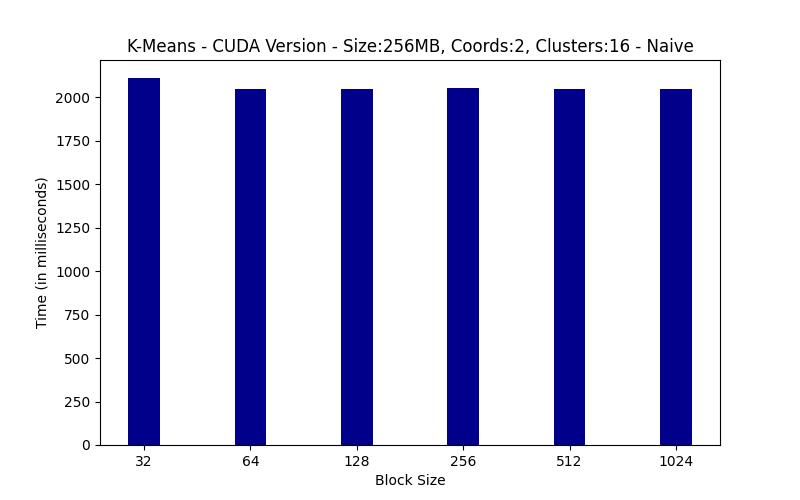 K-Means - CUDA Version - Size:256MB, Coords:2, Clusters:16 - Naive
Time (in milliseconds)
2000
1750
1500
1250
1000
750
500
250
0
32 64 128 256 512 1024
Block Size